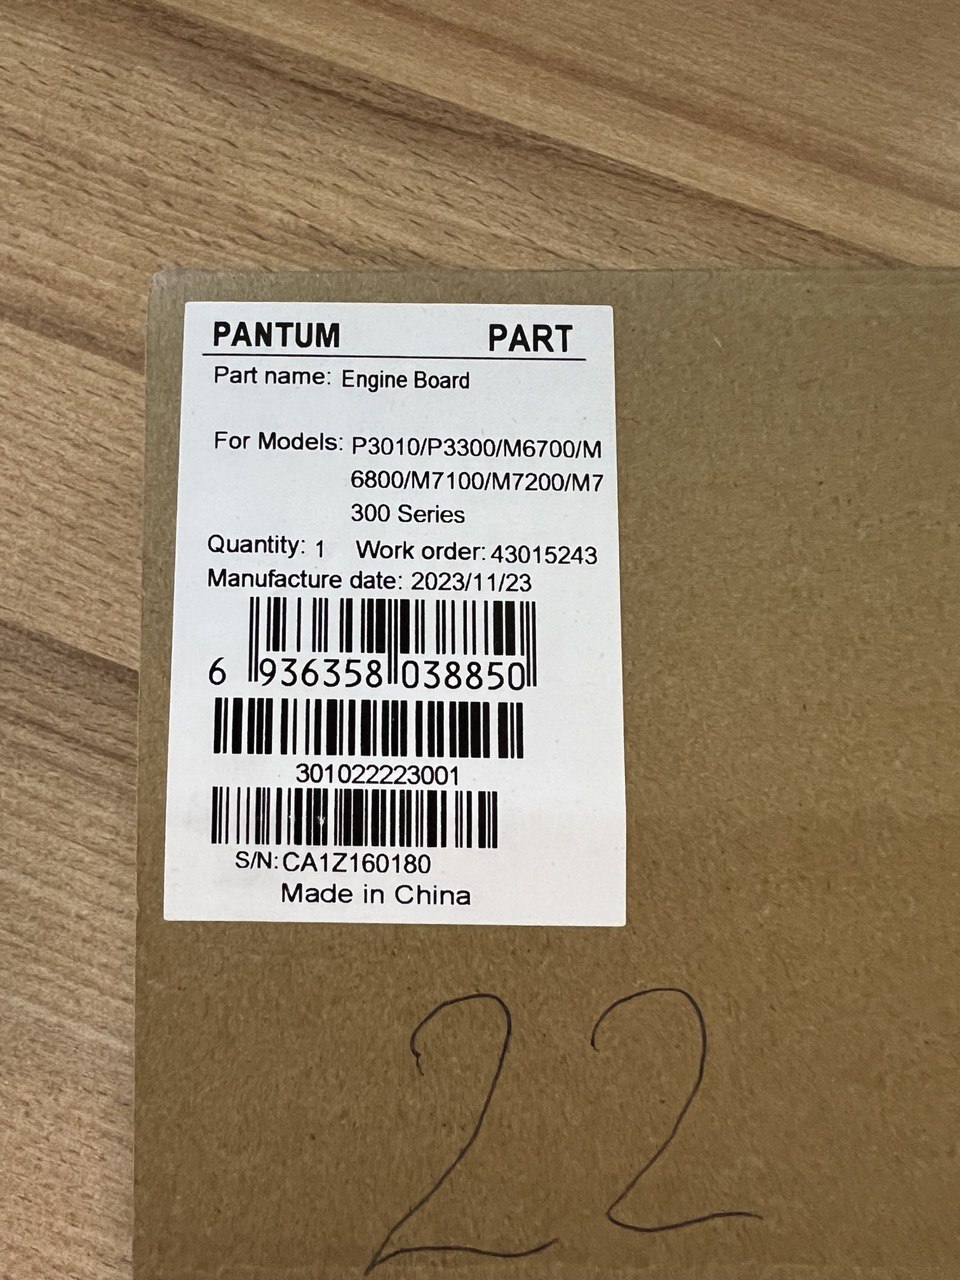 PANTUM PART
Part name: Engine Board
For Models: P3010/P3300/M6700/M
6800/M7100/M7200/M7
300 Series
Quantity: 1 Work order: 43015243
Manufacture date: 2023/11/23
6 936358 038850
301022223001
S/N:CA1Z160180
Made in China
22